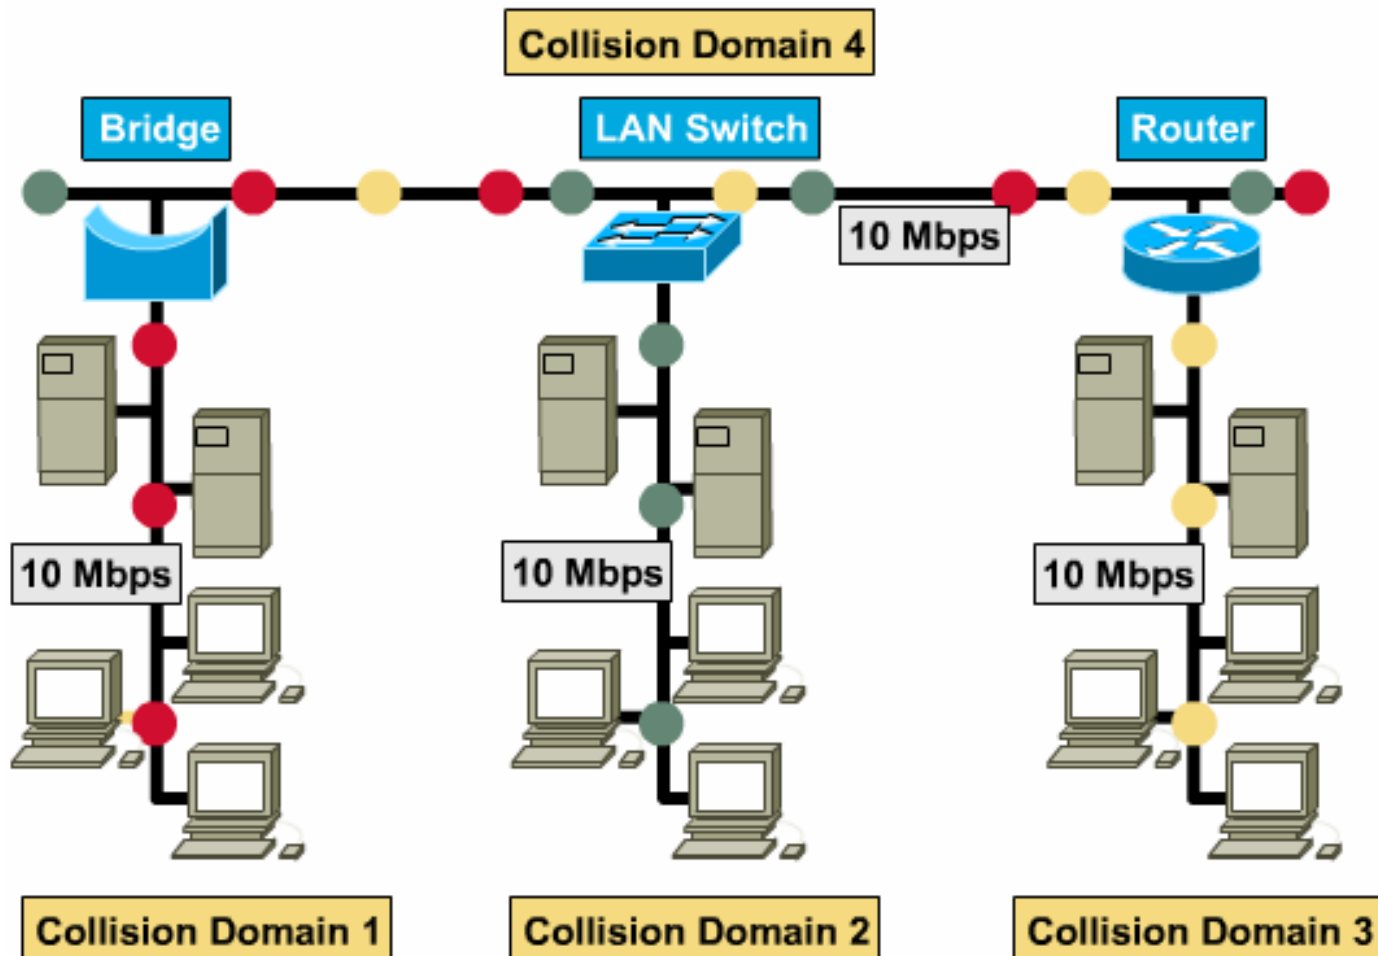 Collision Domain 4
Bridge
LAN Switch
Router
10 Mbps
10 Mbps
10 Mbps
10 Mbps
Collision Domain 1
Collision Domain 2
Collision Domain 3